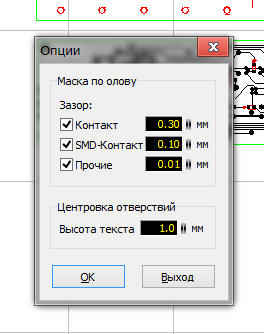 Опции
Маска по олову
Зазор:
Контакт 0.30 мм
SMD-Контакт 0.10 мм
Прочие 0.01 мм
Центровка отверстий
Высота текста 1.0 мм
OK Выход